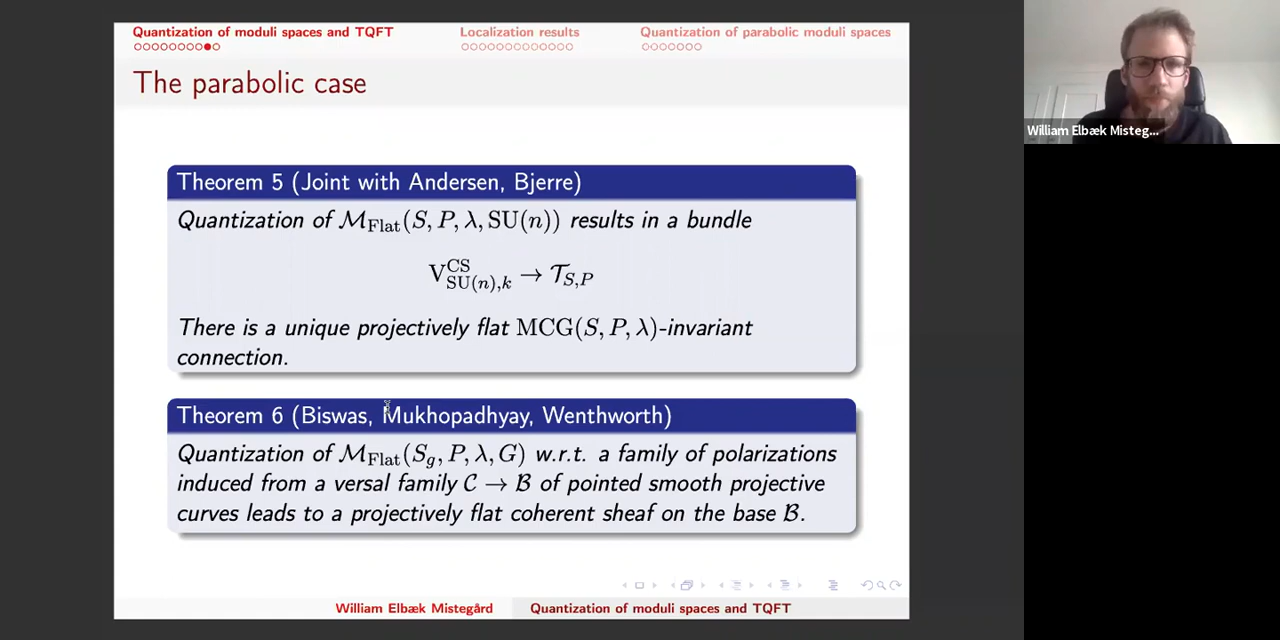 Quantization of moduli spaces and TQFT Localization results Quantization of parabolic moduli spaces
The parabolic case
Theorem 5 (Joint with Andersen, Bjerre)
Quantization of ℳ_Flat(S, P, λ, SU(n)) results in a bundle
V^CS_SU(n),k → 𝒯_S,P
There is a unique projectively flat MCG(S, P, λ)-invariant
connection.
Theorem 6 (Biswas, Mukhopadhyay, Wenthworth)
Quantization of ℳ_Flat(S_g, P, λ, G) w.r.t. a family of polarizations
induced from a versal family 𝒞 → ℬ of pointed smooth projective
curves leads to a projectively flat coherent sheaf on the base ℬ.
William Elbæk Mistegård Quantization of moduli spaces and TQFT
William Elbæk Misteg...